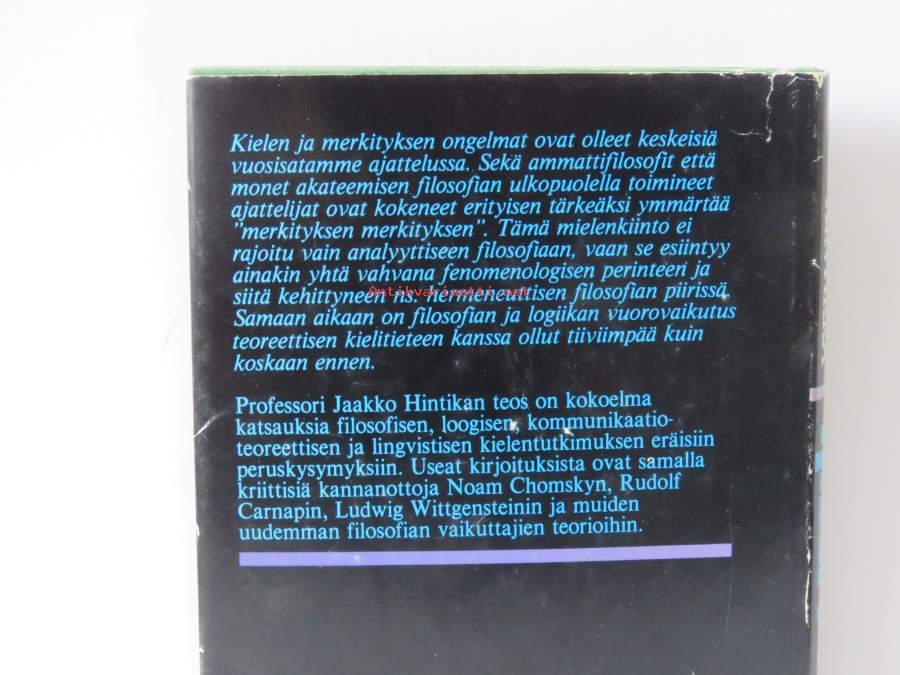 Kielen ja merkityksen ongelmat ovat olleet keskeisiä
vuosisatamme ajattelussa. Sekä ammattifilosofit että
monet akateemisen filosofian ulkopuolella toimineet
ajattelijat ovat kokeneet erityisen tärkeäksi ymmärtää
"merkityksen merkityksen". Tämä mielenkiinto ei
rajoitu vain analyyttiseen filosofiaan, vaan se esiintyy
ainakin yhtä vahvana fenomenologisen perinteen ja
siitä kehittyneen ns. hermeneuttisen filosofian piirissä.
Antikvariaatti.net
Samaan aikaan on filosofian ja logiikan vuorovaikutus
teoreettisen kielitieteen kanssa ollut tiiviimpää kuin
koskaan ennen.
Professori Jaakko Hintikan teos on kokoelma
katsauksia filosofisen, loogisen, kommunikaatio-
teoreettisen ja lingvistisen kielentutkimuksen eräisiin
peruskysymyksiin. Useat kirjoituksista ovat samalla
kriittisiä kannanottoja Noam Chomskyn, Rudolf
Carnapin, Ludwig Wittgensteinin ja muiden
uudemman filosofian vaikuttajien teorioihin.